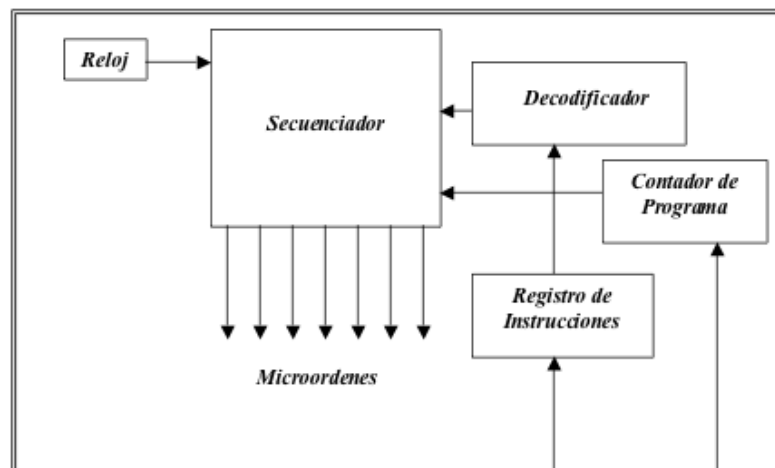 Reloj
Secuenciador
Decodificador
Contador de
Programa
Registro de
Instrucciones
Microordenes